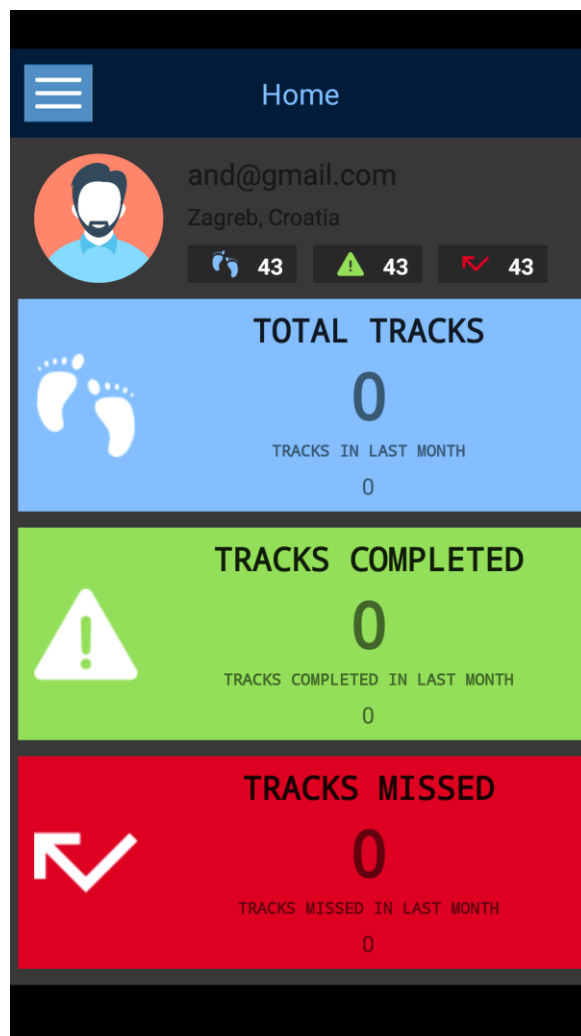 Home
and@gmail.com
Zagreb, Croatia
43 43 43
TOTAL TRACKS
0
TRACKS IN LAST MONTH
0
TRACKS COMPLETED
0
TRACKS COMPLETED IN LAST MONTH
0
TRACKS MISSED
0
TRACKS MISSED IN LAST MONTH
0